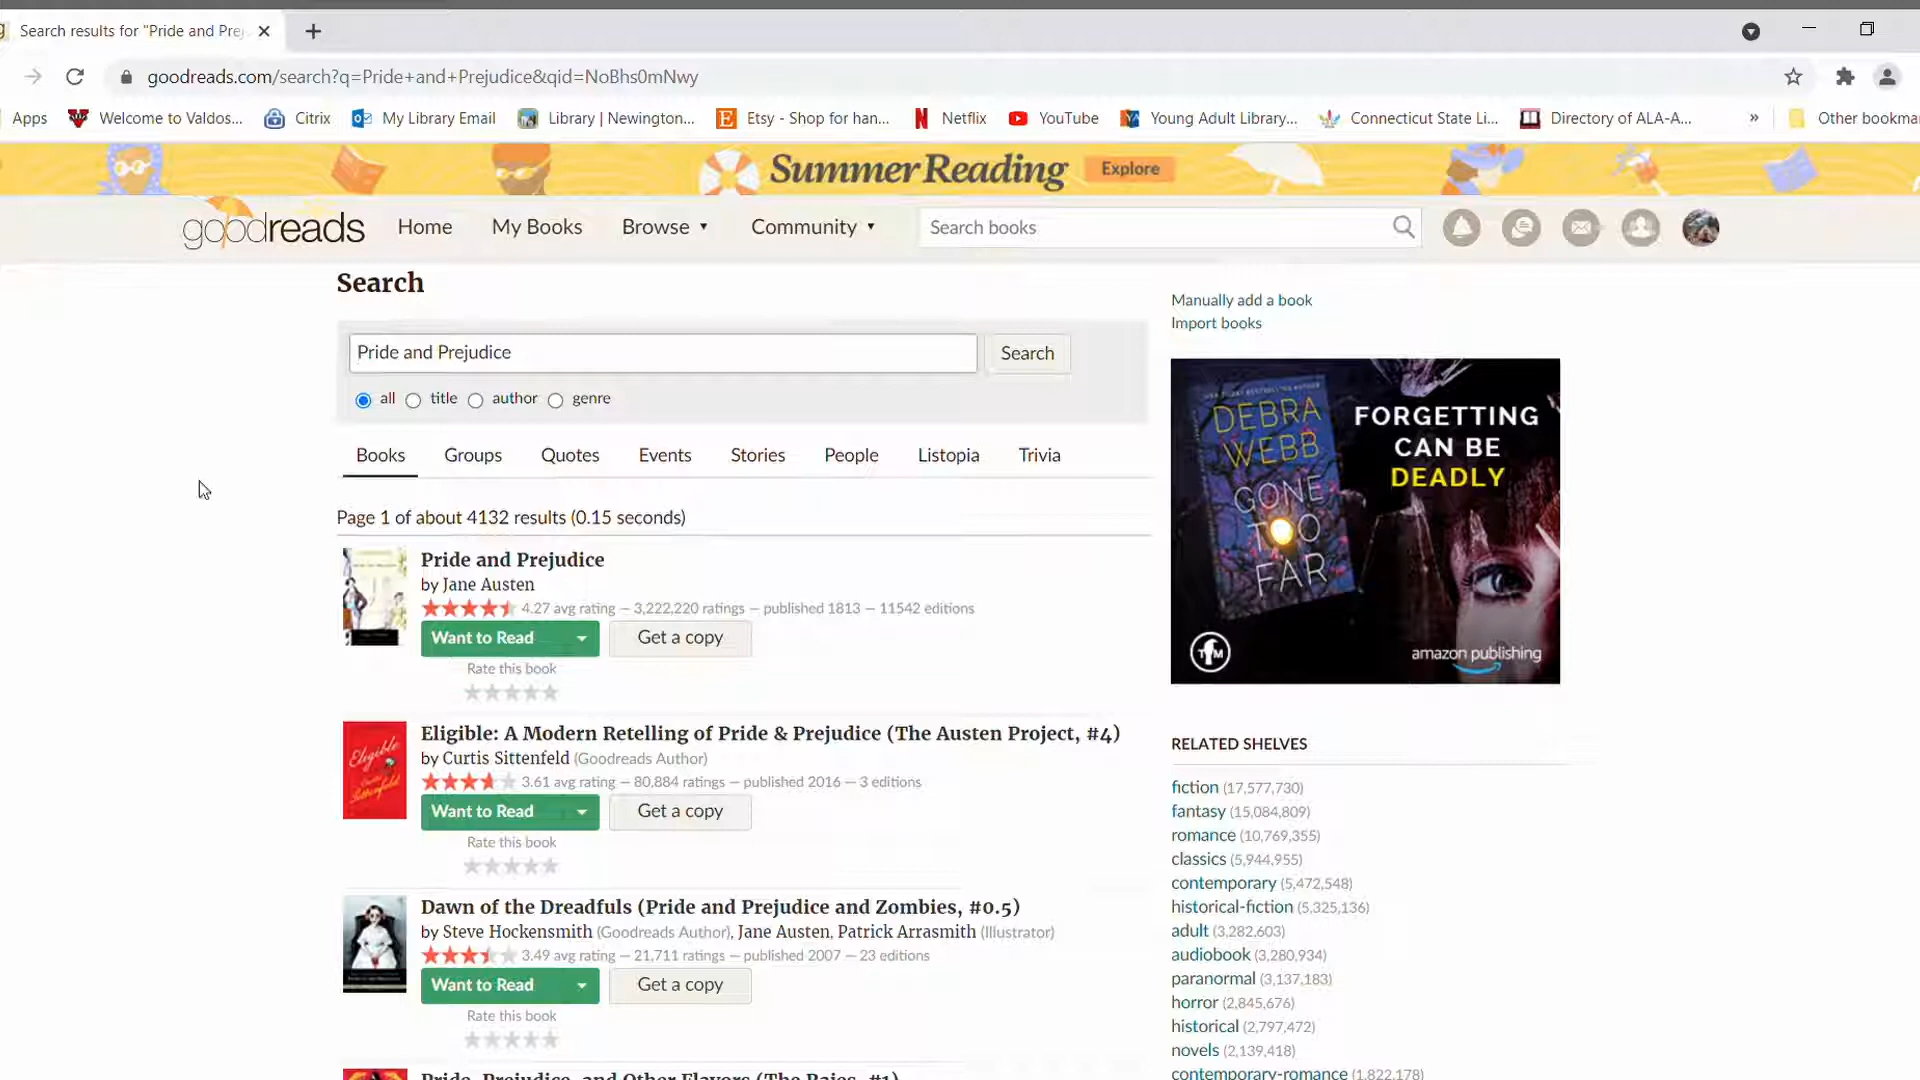 Search results for "Pride and Prej
goodreads.com/search?q=Pride+and+Prejudice&qid=NoBhs0mNwy
Apps Welcome to Valdos... Citrix My Library Email Library | Newington... Etsy - Shop for han... Netflix YouTube Young Adult Library... Connecticut State Li... Directory of ALA-A... » Other bookma
Summer Reading Explore
goodreads Home My Books Browse Community Search books
Search
Pride and Prejudice Search
all title author genre
Books Groups Quotes Events Stories People Listopia Trivia
Page 1 of about 4132 results (0.15 seconds)
Pride and Prejudice
by Jane Austen
4.27 avg rating — 3,222,220 ratings — published 1813 — 11542 editions
Want to Read Get a copy
Rate this book
Eligible: A Modern Retelling of Pride & Prejudice (The Austen Project, #4)
by Curtis Sittenfeld (Goodreads Author)
3.61 avg rating — 80,884 ratings — published 2016 — 3 editions
Want to Read Get a copy
Rate this book
Dawn of the Dreadfuls (Pride and Prejudice and Zombies, #0.5)
by Steve Hockensmith (Goodreads Author), Jane Austen, Patrick Arrasmith (Illustrator)
3.49 avg rating — 21,711 ratings — published 2007 — 23 editions
Want to Read Get a copy
Rate this book
Pride, Prejudice, and Other Flavors (The Rajes, #1)
Manually add a book
Import books
DEBRA
WEBB
GONE
TOO
FAR
FORGETTING
CAN BE
DEADLY
T&M
amazon publishing
RELATED SHELVES
fiction (17,577,730)
fantasy (15,084,809)
romance (10,769,355)
classics (5,944,955)
contemporary (5,472,548)
historical-fiction (5,325,136)
adult (3,282,603)
audiobook (3,280,934)
paranormal (3,137,183)
horror (2,845,676)
historical (2,797,472)
novels (2,139,418)
contemporary-romance (1,822,178)